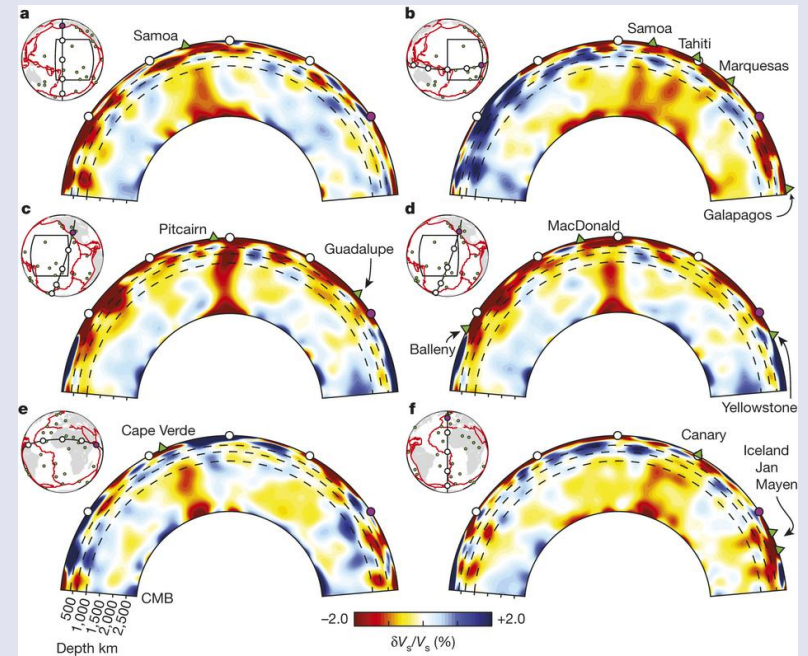 a
Samoa
b
Samoa
Tahiti
Marquesas
Galapagos
c
Pitcairn
Guadalupe
d
MacDonald
Balleny
Yellowstone
e
Cape Verde
CMB
500
1,000
1,500
2,000
2,500
Depth km
f
Canary
Iceland
Jan
Mayen
–2.0
+2.0
δVs/Vs (%)